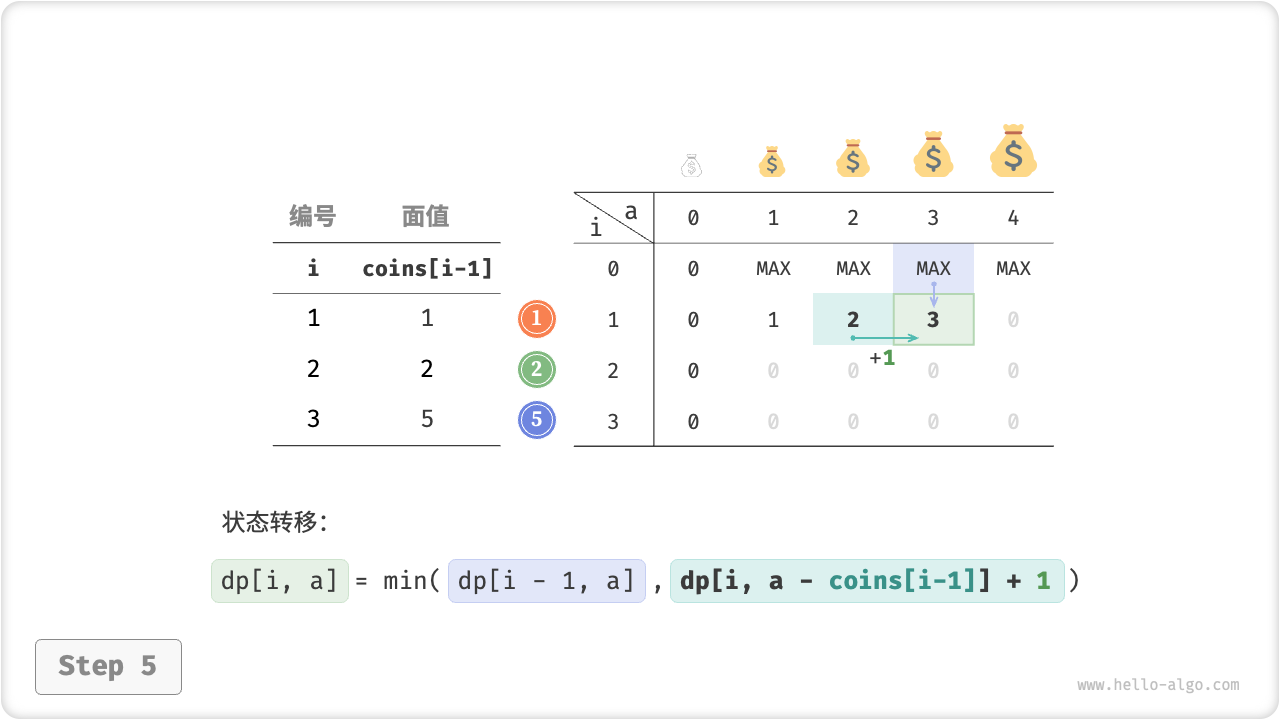 编号 面值
i coins[i-1]
1 1 1
2 2 2
3 5 5
$ $ $ $ $
i a 0 1 2 3 4
0 0 MAX MAX MAX MAX
1 0 1 2 3 0
+1
2 0 0 0 0 0
3 0 0 0 0 0
状态转移：
dp[i, a] = min( dp[i - 1, a] , dp[i, a - coins[i-1]] + 1 )
Step 5
www.hello-algo.com